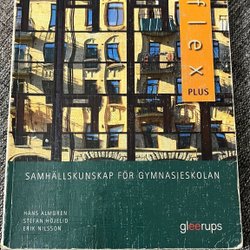 flex
PLUS
SAMHÄLLSKUNSKAP FÖR GYMNASIESKOLAN
HANS ALMGREN
STEFAN HÖJELID
ERIK NILSSON
gleerups